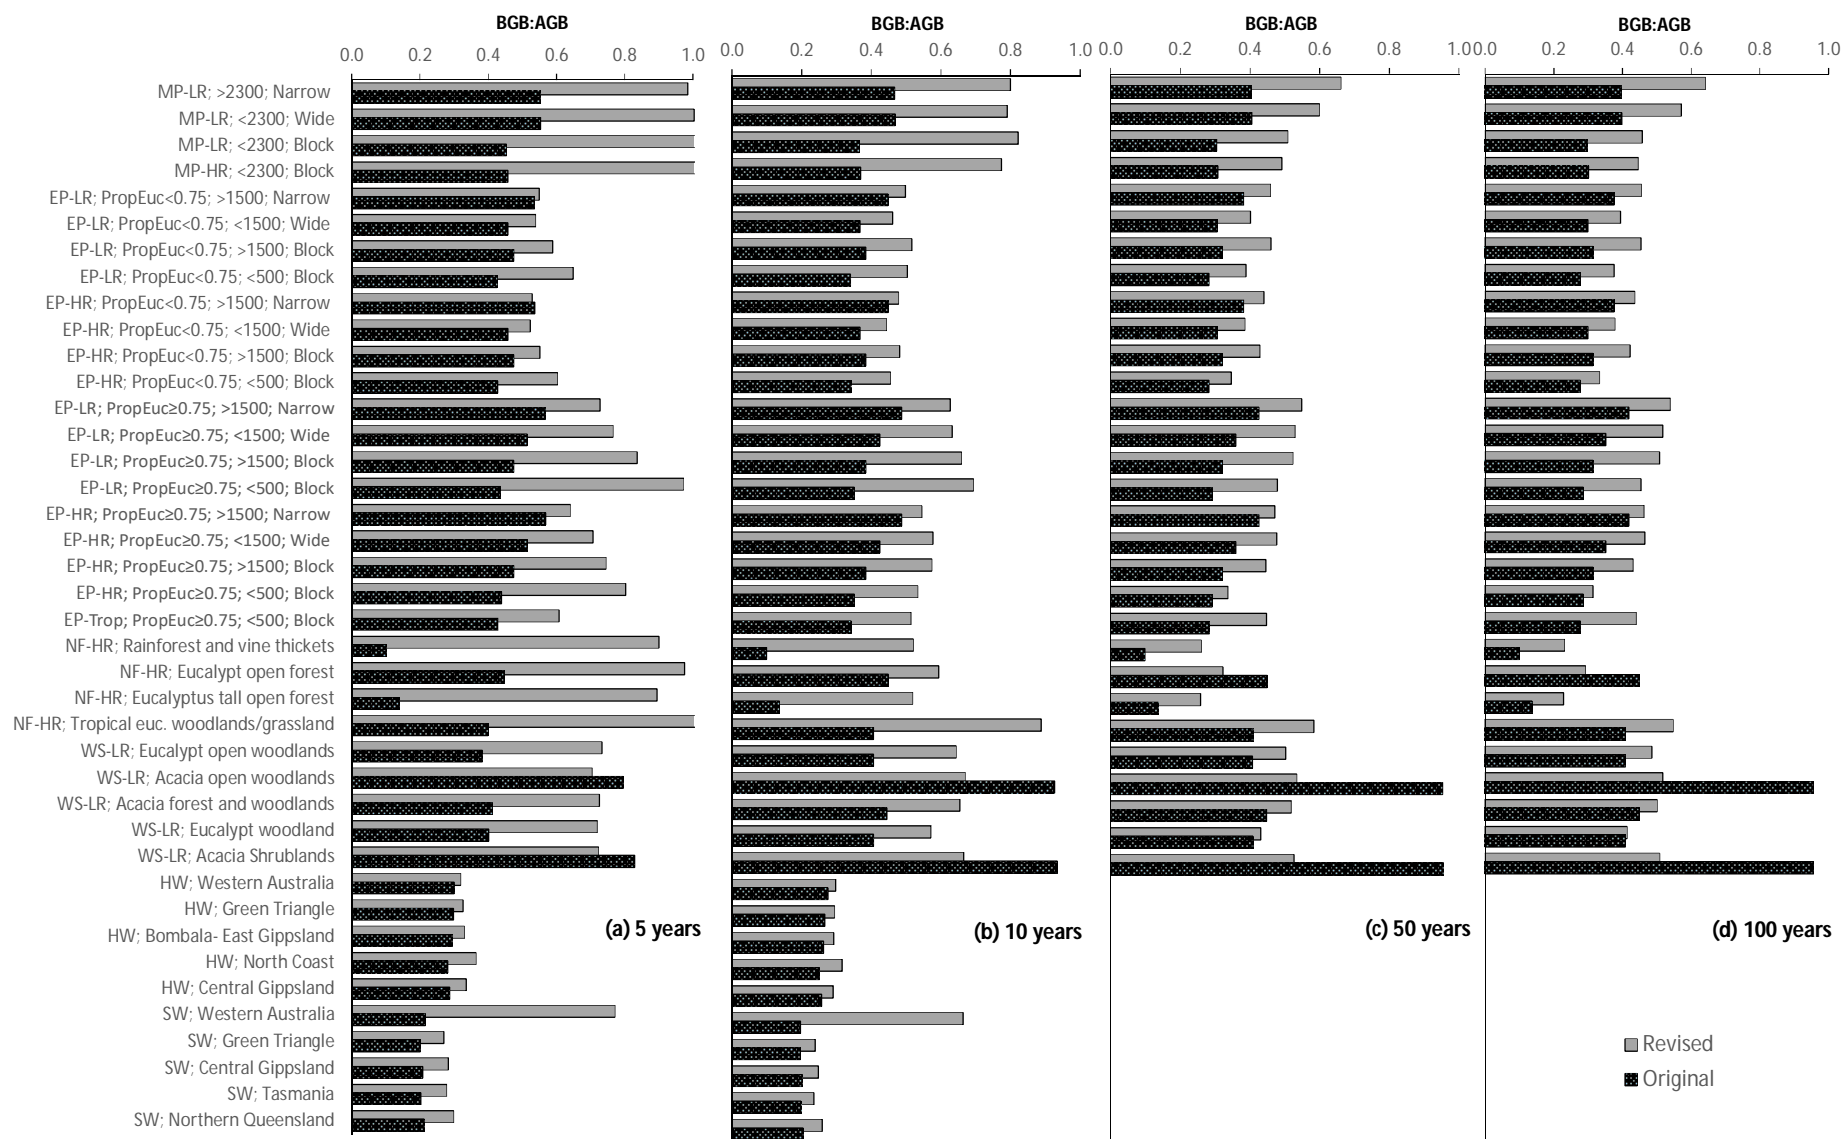 BGB:AGB BGB:AGB BGB:AGB BGB:AGB
0.0 0.2 0.4 0.6 0.8 1.0 0.0 0.2 0.4 0.6 0.8 1.0 0.0 0.2 0.4 0.6 0.8 1.0 0.0 0.2 0.4 0.6 0.8 1.0
MP-LR; >2300; Narrow
MP-LR; <2300; Wide
MP-LR; <2300; Block
MP-HR; <2300; Block
EP-LR; PropEuc<0.75; >1500; Narrow
EP-LR; PropEuc<0.75; <1500; Wide
EP-LR; PropEuc<0.75; >1500; Block
EP-LR; PropEuc<0.75; <500; Block
EP-HR; PropEuc<0.75; >1500; Narrow
EP-HR; PropEuc<0.75; <1500; Wide
EP-HR; PropEuc<0.75; >1500; Block
EP-HR; PropEuc<0.75; <500; Block
EP-LR; PropEuc≥0.75; >1500; Narrow
EP-LR; PropEuc≥0.75; <1500; Wide
EP-LR; PropEuc≥0.75; >1500; Block
EP-LR; PropEuc≥0.75; <500; Block
EP-HR; PropEuc≥0.75; >1500; Narrow
EP-HR; PropEuc≥0.75; <1500; Wide
EP-HR; PropEuc≥0.75; >1500; Block
EP-HR; PropEuc≥0.75; <500; Block
EP-Trop; PropEuc≥0.75; <500; Block
NF-HR; Rainforest and vine thickets
NF-HR; Eucalypt open forest
NF-HR; Eucalyptus tall open forest
NF-HR; Tropical euc. woodlands/grassland
WS-LR; Eucalypt open woodlands
WS-LR; Acacia open woodlands
WS-LR; Acacia forest and woodlands
WS-LR; Eucalypt woodland
WS-LR; Acacia Shrublands
HW; Western Australia
HW; Green Triangle
HW; Bombala- East Gippsland
HW; North Coast
HW; Central Gippsland
SW; Western Australia
SW; Green Triangle
SW; Central Gippsland
SW; Tasmania
SW; Northern Queensland
(a) 5 years (b) 10 years (c) 50 years (d) 100 years
Revised
Original